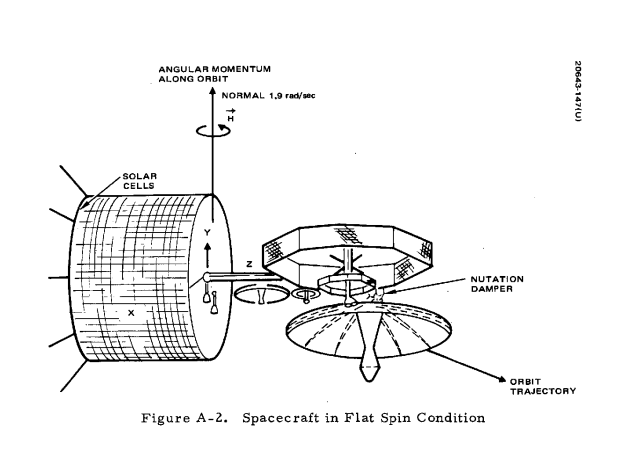 ANGULAR MOMENTUM
ALONG ORBIT
NORMAL 1.9 rad/sec
H
20643-147(U)
SOLAR
CELLS
Y
Z
X
NUTATION
DAMPER
ORBIT
TRAJECTORY
Figure A-2. Spacecraft in Flat Spin Condition